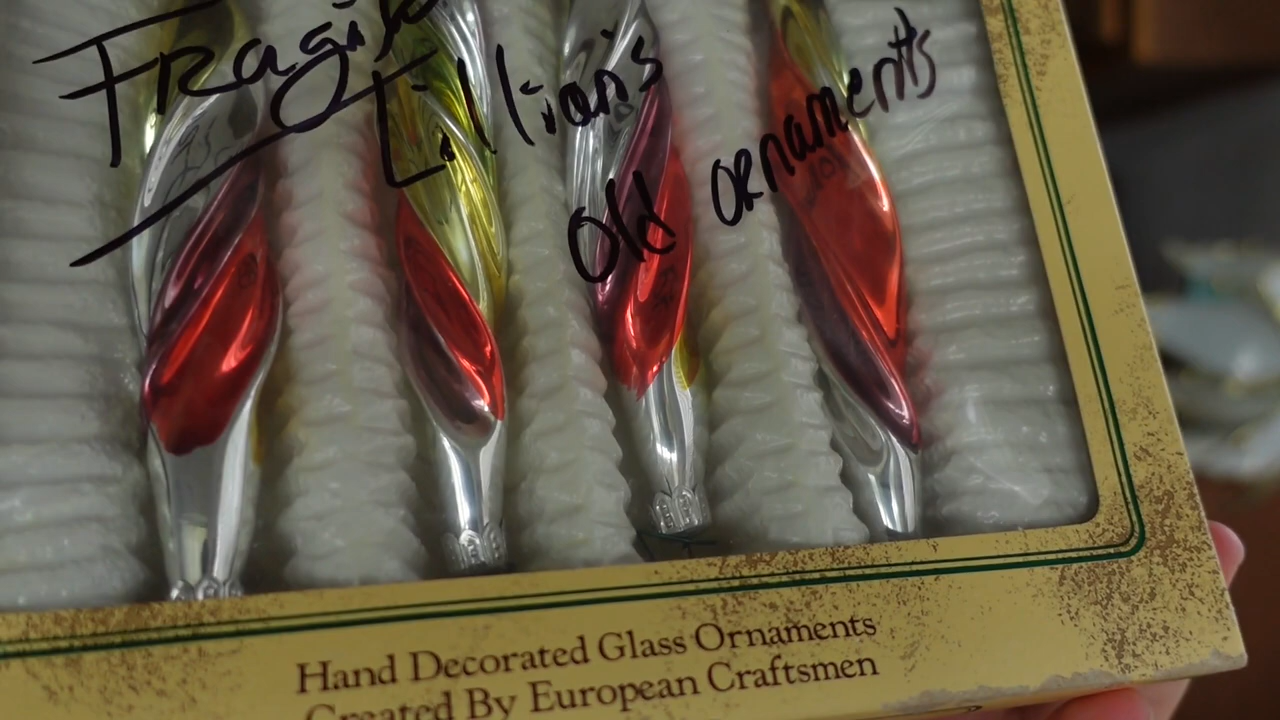 Fragile
Lillian's
Old ornaments
Hand Decorated Glass Ornaments
Created By European Craftsmen